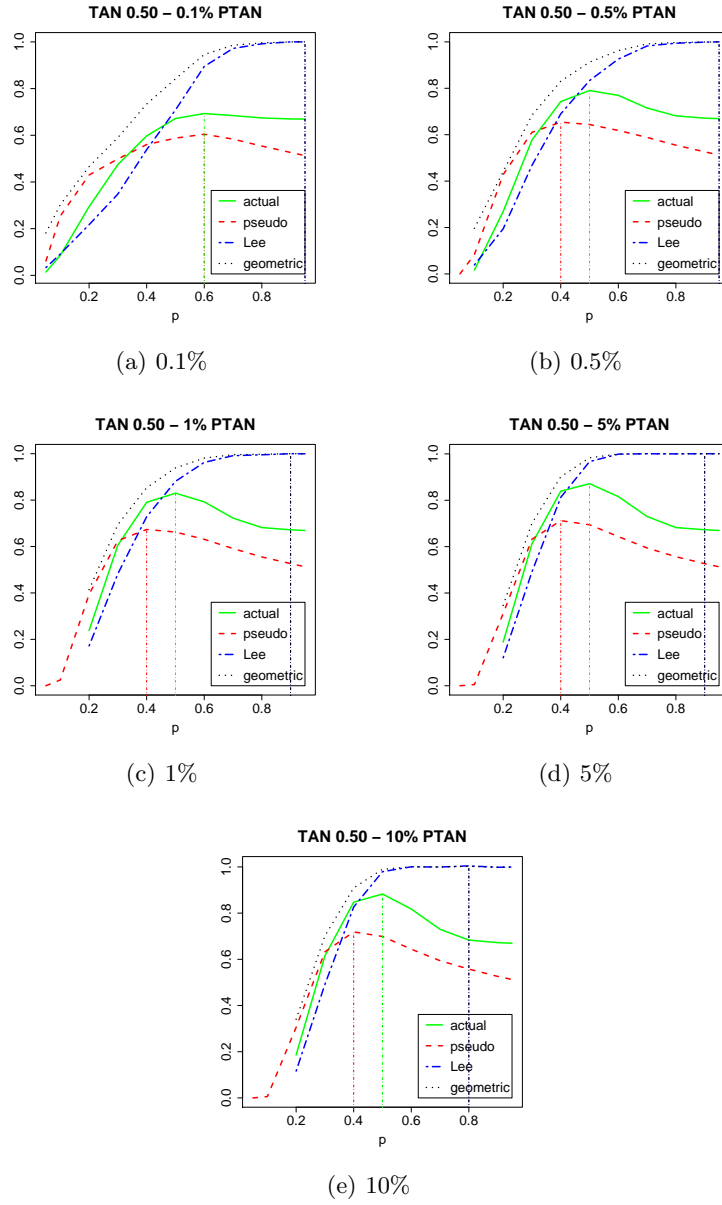 TAN 0.50 − 0.1% PTAN
1.0
0.8
0.6
0.4
0.2
0.0
actual
pseudo
Lee
geometric
0.2 0.4 0.6 0.8
p
(a) 0.1%
TAN 0.50 − 0.5% PTAN
1.0
0.8
0.6
0.4
0.2
0.0
actual
pseudo
Lee
geometric
0.2 0.4 0.6 0.8
p
(b) 0.5%
TAN 0.50 − 1% PTAN
1.0
0.8
0.6
0.4
0.2
0.0
actual
pseudo
Lee
geometric
0.2 0.4 0.6 0.8
p
(c) 1%
TAN 0.50 − 5% PTAN
1.0
0.8
0.6
0.4
0.2
0.0
actual
pseudo
Lee
geometric
0.2 0.4 0.6 0.8
p
(d) 5%
TAN 0.50 − 10% PTAN
1.0
0.8
0.6
0.4
0.2
0.0
actual
pseudo
Lee
geometric
0.2 0.4 0.6 0.8
p
(e) 10%